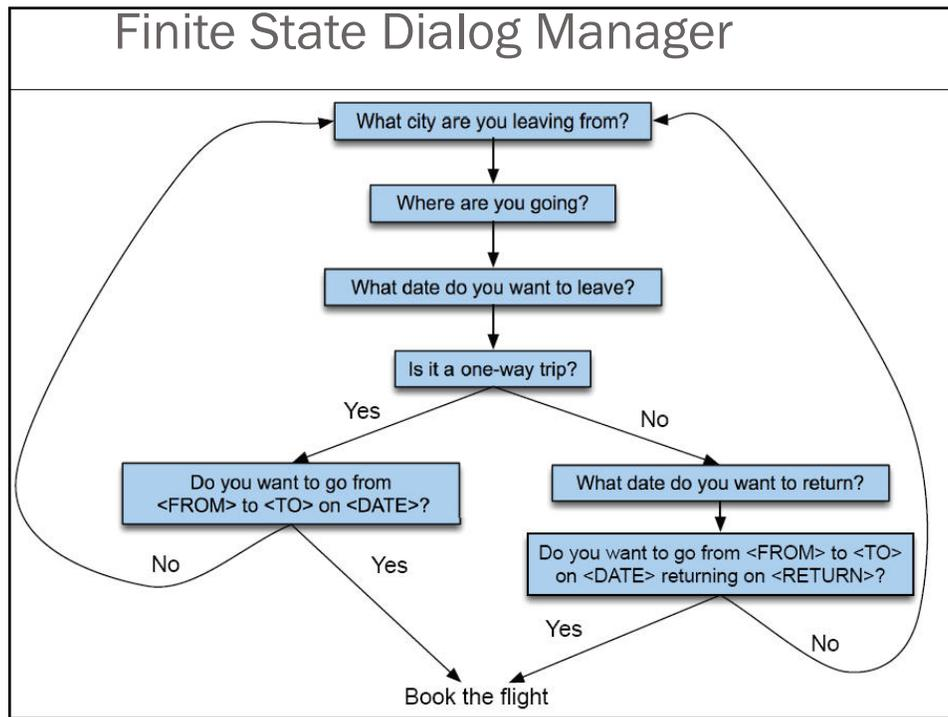 Finite State Dialog Manager
What city are you leaving from?
Where are you going?
What date do you want to leave?
Is it a one-way trip?
Yes
No
Do you want to go from
<FROM> to <TO> on <DATE>?
What date do you want to return?
Do you want to go from <FROM> to <TO>
on <DATE> returning on <RETURN>?
No
Yes
Yes
No
Book the flight